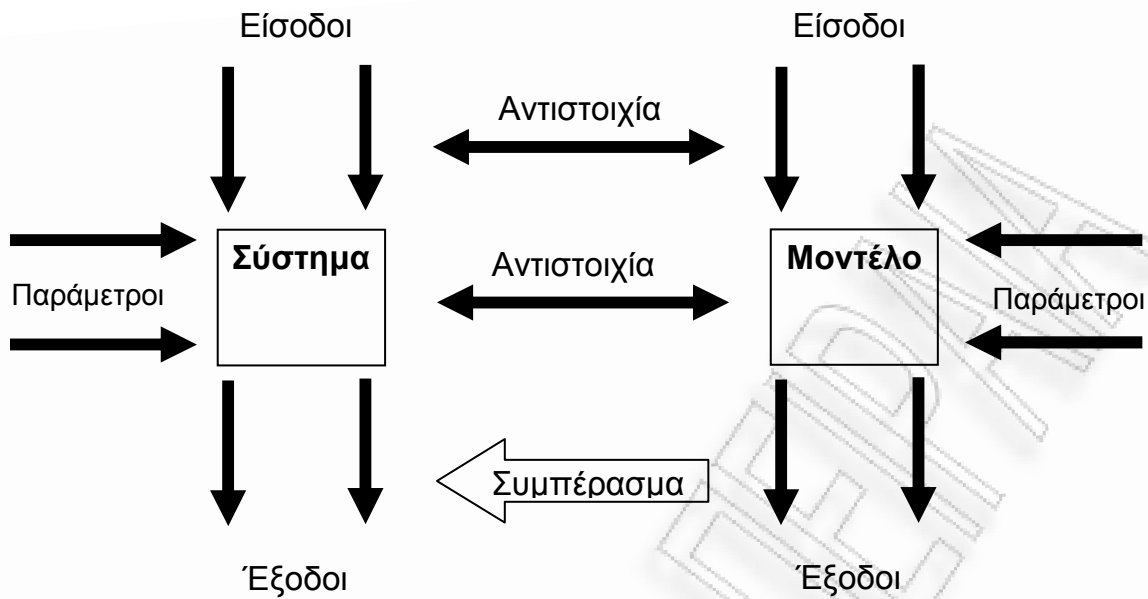 Είσοδοι
Είσοδοι
Αντιστοιχία
Σύστημα
Αντιστοιχία
Μοντέλο
Παράμετροι
Παράμετροι
Συμπέρασμα
Έξοδοι
Έξοδοι